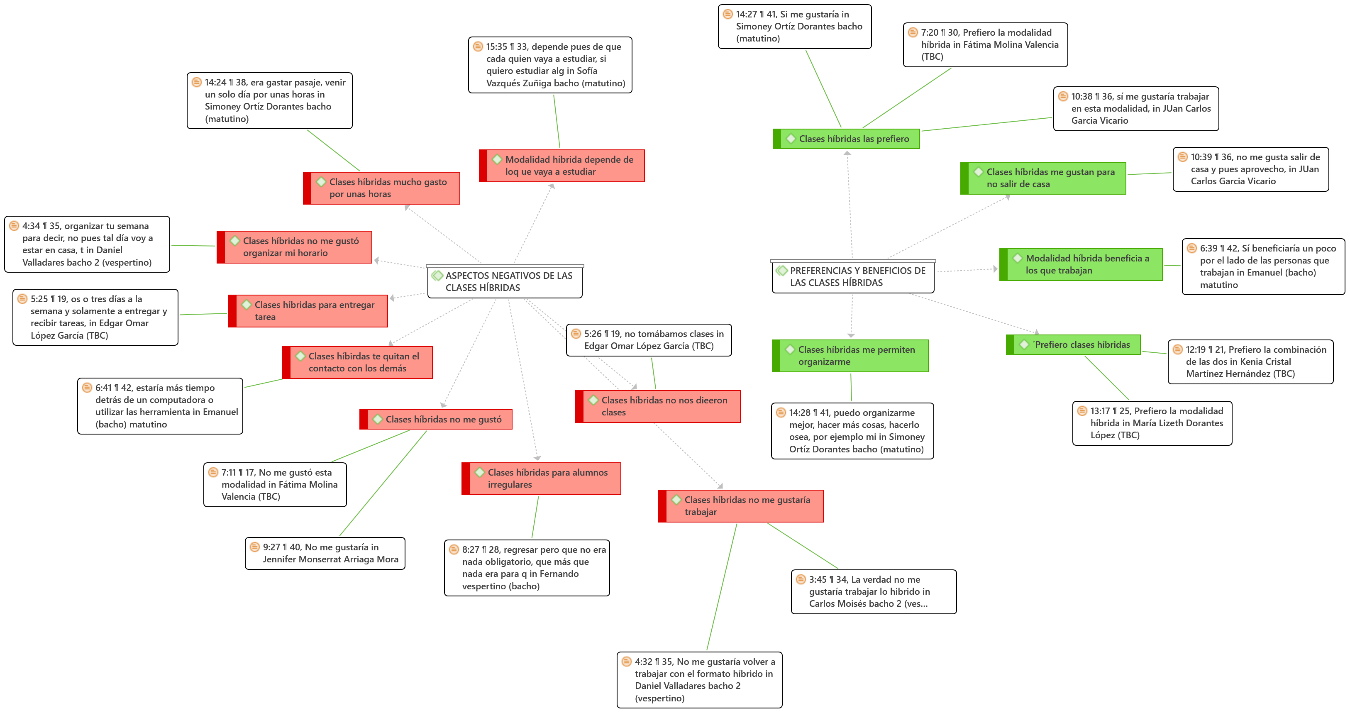 14:24 ¶ 38, era gastar pasaje, venir
un solo día por unas horas in
Simoney Ortíz Dorantes bacho
(matutino)
15:35 ¶ 33, depende pues de que
cada quien vaya a estudiar, si
quiero estudiar alg in Sofía
Vazqués Zuñiga bacho (matutino)
Clases híbridas mucho gasto
por unas horas
Modalidad híbrida depende de
loq ue vaya a estudiar
4:34 ¶ 35, organizar tu semana
para decir, no pues tal día voy a
estar en casa, t in Daniel
Valladares bacho 2 (vespertino)
Clases híbridas no me gustó
organizar mi horario
ASPECTOS NEGATIVOS DE LAS
CLASES HÍBRIDAS
5:25 ¶ 19, os o tres días a la
semana y solamente a entregar y
recibir tareas, in Edgar Omar
López García (TBC)
Clases híbridas para entregar
tarea
6:41 ¶ 42, estaría más tiempo
detrás de un computadora o
utilizar las herramienta in Emanuel
(bacho) matutino
Clases híbirdas te quitan el
contacto con los demás
5:26 ¶ 19, no tomábamos clases in
Edgar Omar López García (TBC)
Clases híbridas no nos dieeron
clases
Clases híbridas no me gustó
7:11 ¶ 17, No me gustó esta
modalidad in Fátima Molina
Valencia (TBC)
9:27 ¶ 40, No me gustaría in
Jennifer Monserrat Arriaga Mora
Clases híbridas para alumnos
irregulares
8:27 ¶ 28, regresar pero que no era
nada obligatorio, que más que
nada era para q in Fernando
vespertino (bacho)
Clases híbridas no me gustaría
trabajar
3:45 ¶ 34, La verdad no me
gustaría trabajar lo híbrido in
Carlos Moisés bacho 2 (ves...
4:32 ¶ 35, No me gustaría volver a
trabajar con el formato híbrido in
Daniel Valladares bacho 2
(vespertino)
14:27 ¶ 41, Si me gustaría in
Simoney Ortíz Dorantes bacho
(matutino)
7:20 ¶ 30, Prefiero la modalidad
híbrida in Fátima Molina Valencia
(TBC)
10:38 ¶ 36, sí me gustaría trabajar
en esta modalidad, in JUan Carlos
García Vicario
Clases híbridas las prefiero
10:39 ¶ 36, no me gusta salir de
casa y pues aprovecho, in JUan
Carlos García Vicario
Clases híbridas me gustan para
no salir de casa
PREFERENCIAS Y BENEFICIOS DE
LAS CLASES HÍBRIDAS
Modalidad híbrida beneficia a
los que trabajan
6:39 ¶ 42, Sí beneficiaría un poco
por el lado de las personas que
trabajan in Emanuel (bacho)
matutino
Clases híbridas me permiten
organizarme
14:28 ¶ 41, puedo organizarme
mejor, hacer más cosas, hacerlo
osea, por ejemplo mi in Simoney
Ortíz Dorantes bacho (matutino)
¨Prefiero clases híbridas
12:19 ¶ 21, Prefiero la combinación
de las dos in Kenia Cristal
Martínez Hernández (TBC)
13:17 ¶ 25, Prefiero la modalidad
híbrida in María Lizeth Dorantes
López (TBC)